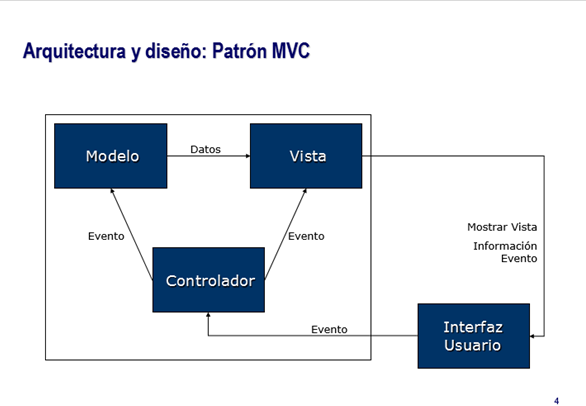 Arquitectura y diseño: Patrón MVC
Modelo
Datos
Vista
Evento
Evento
Mostrar Vista
Información
Evento
Controlador
Evento
Interfaz
Usuario
4